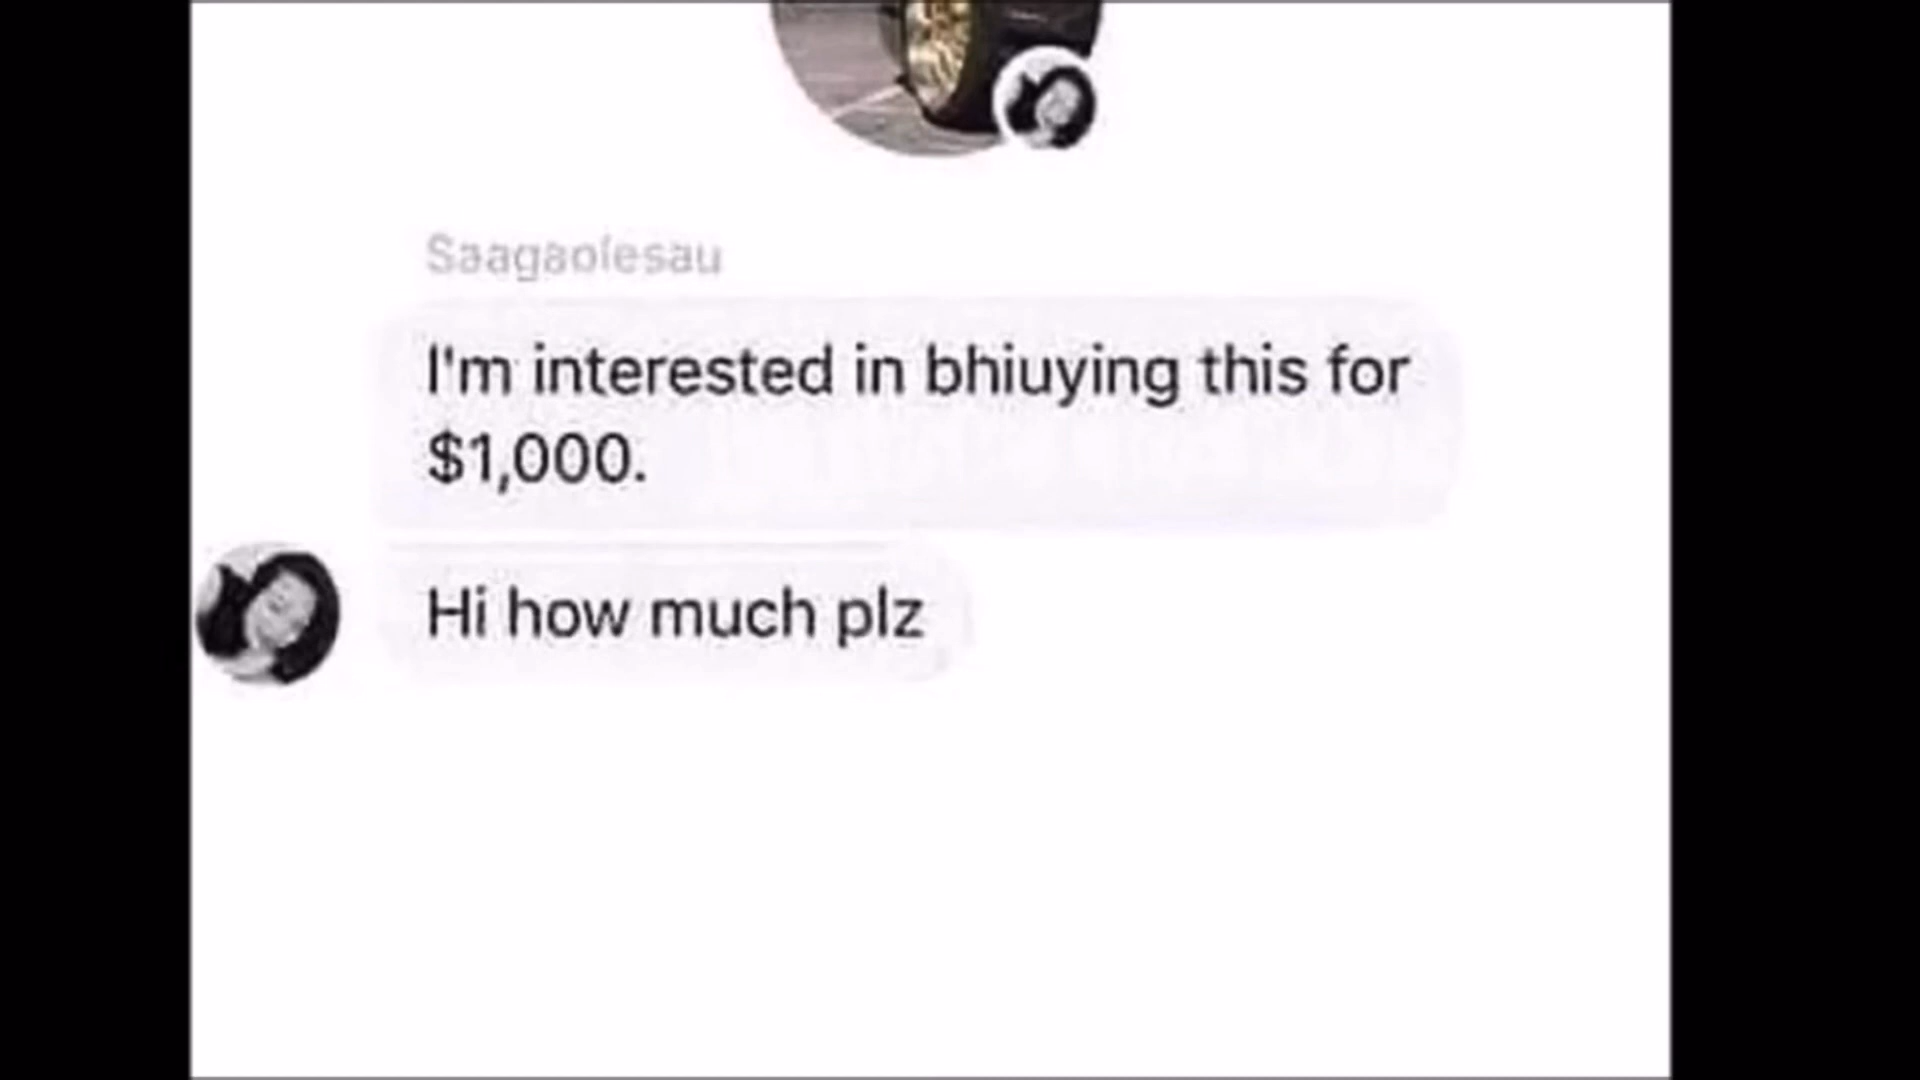 Saagaolesau
I'm interested in bhiuying this for
$1,000.
Hi how much plz